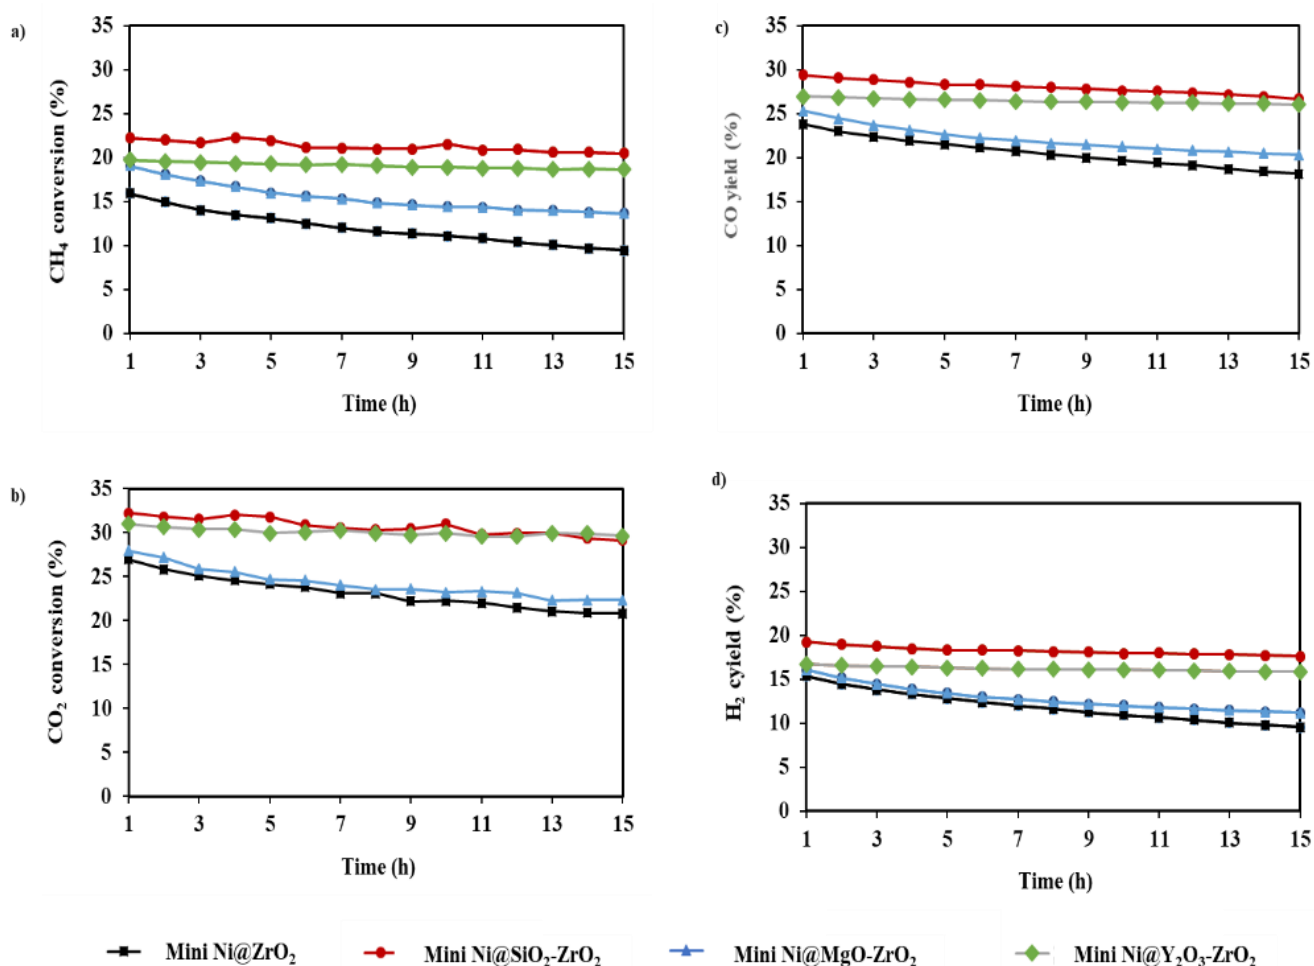 a)
CH₄ conversion (%)
35
30
25
20
15
10
5
0
1 3 5 7 9 11 13 15
Time (h)
c)
CO yield (%)
35
30
25
20
15
10
5
0
1 3 5 7 9 11 13 15
Time (h)
b)
CO₂ conversion (%)
35
30
25
20
15
10
5
0
1 3 5 7 9 11 13 15
Time (h)
d)
H₂ cyield (%)
35
30
25
20
15
10
5
0
1 3 5 7 9 11 13 15
Time (h)
Mini Ni@ZrO₂ Mini Ni@SiO₂-ZrO₂ Mini Ni@MgO-ZrO₂ Mini Ni@Y₂O₃-ZrO₂